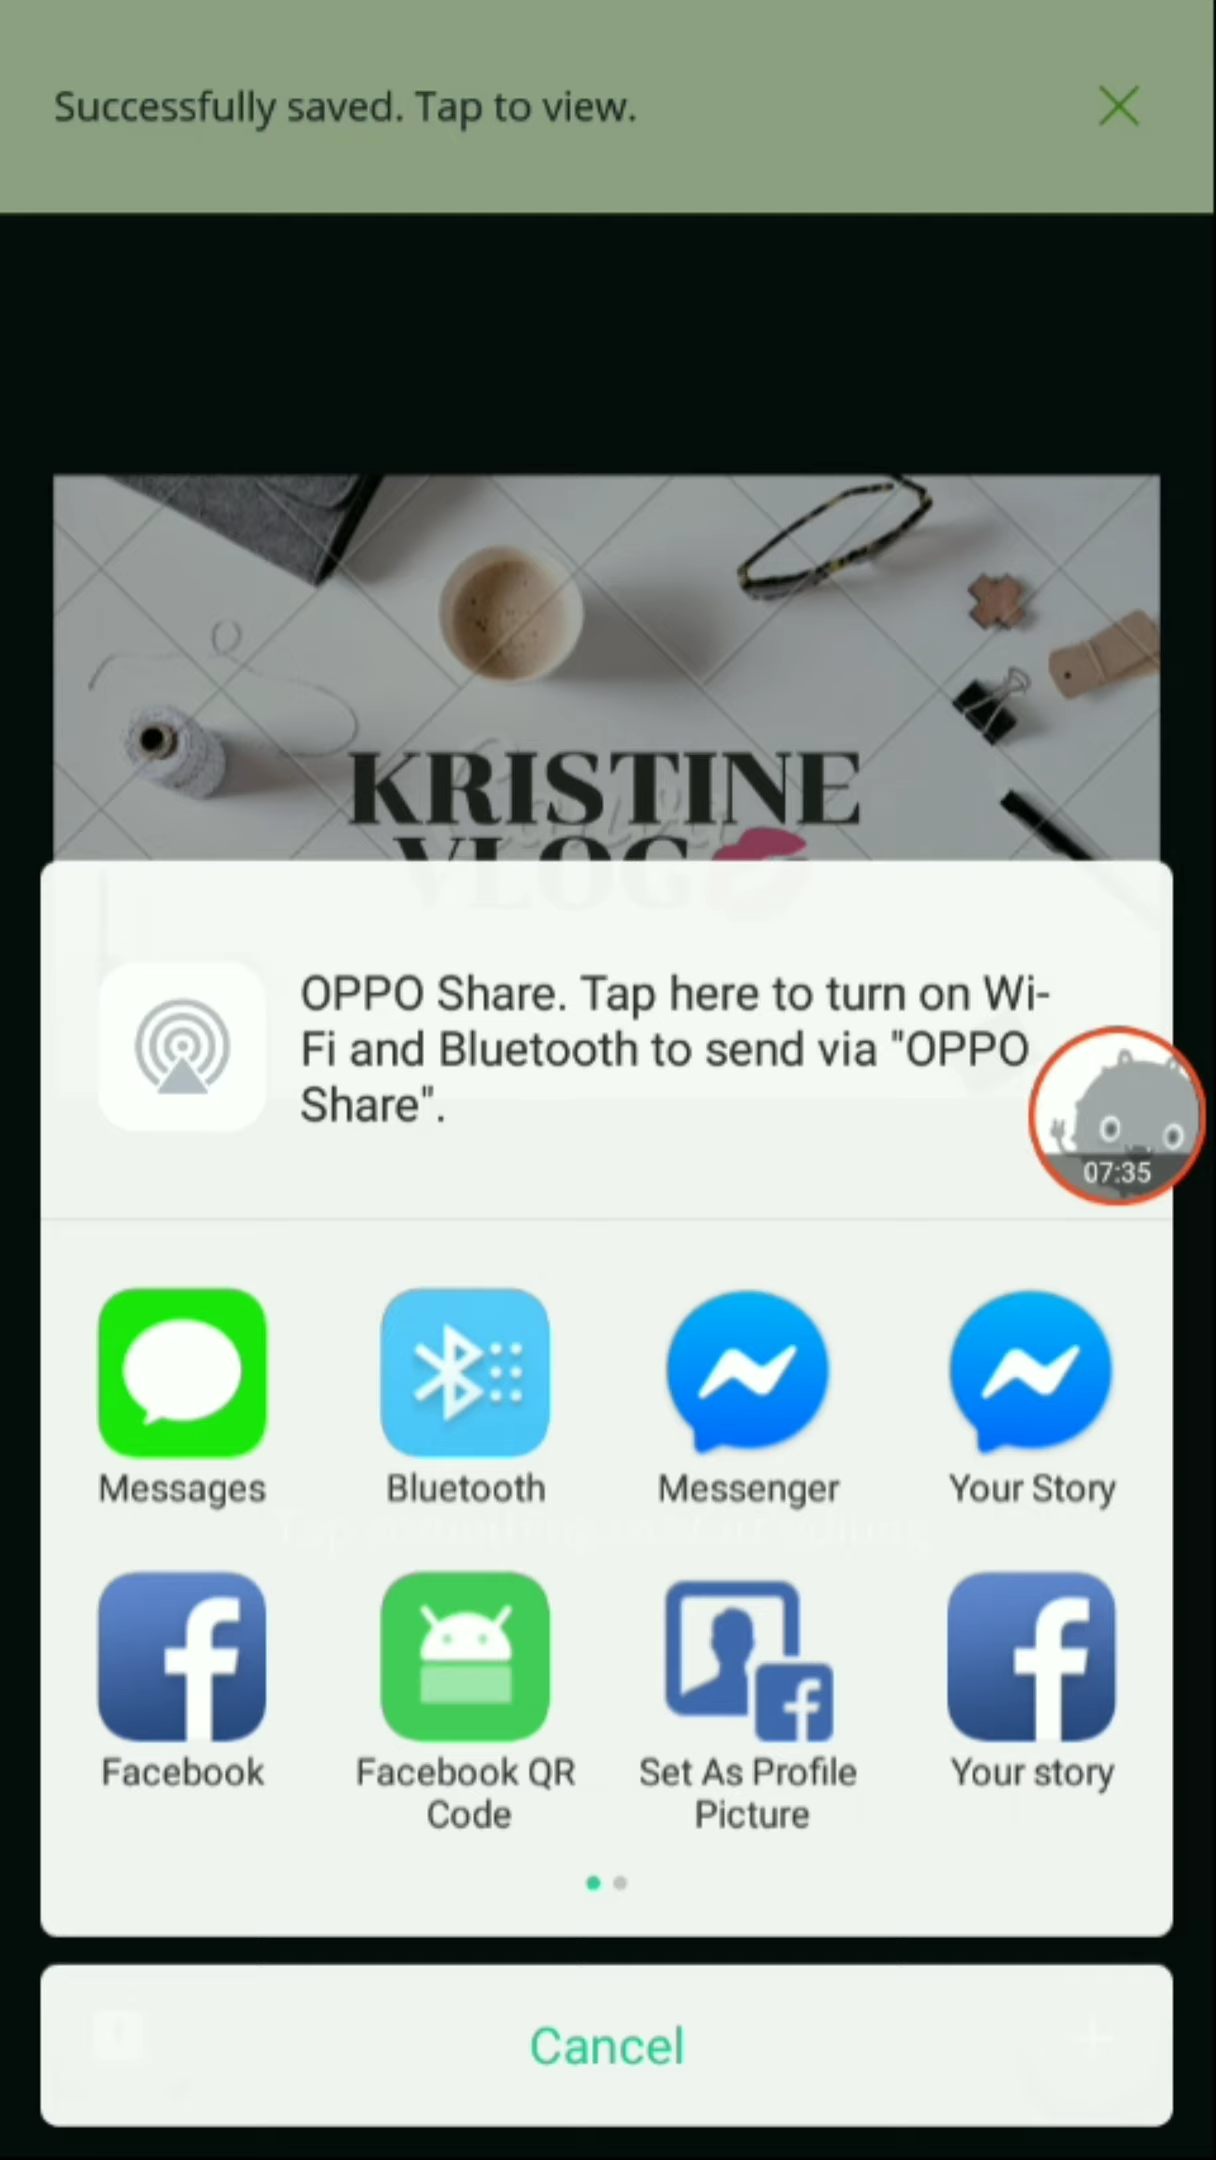 Successfully saved. Tap to view.
KRISTINE
VLOG
OPPO Share. Tap here to turn on Wi-
Fi and Bluetooth to send via "OPPO
Share".
07:35
Messages
Bluetooth
Messenger
Your Story
Facebook
Facebook QR
Code
Set As Profile
Picture
Your story
Cancel